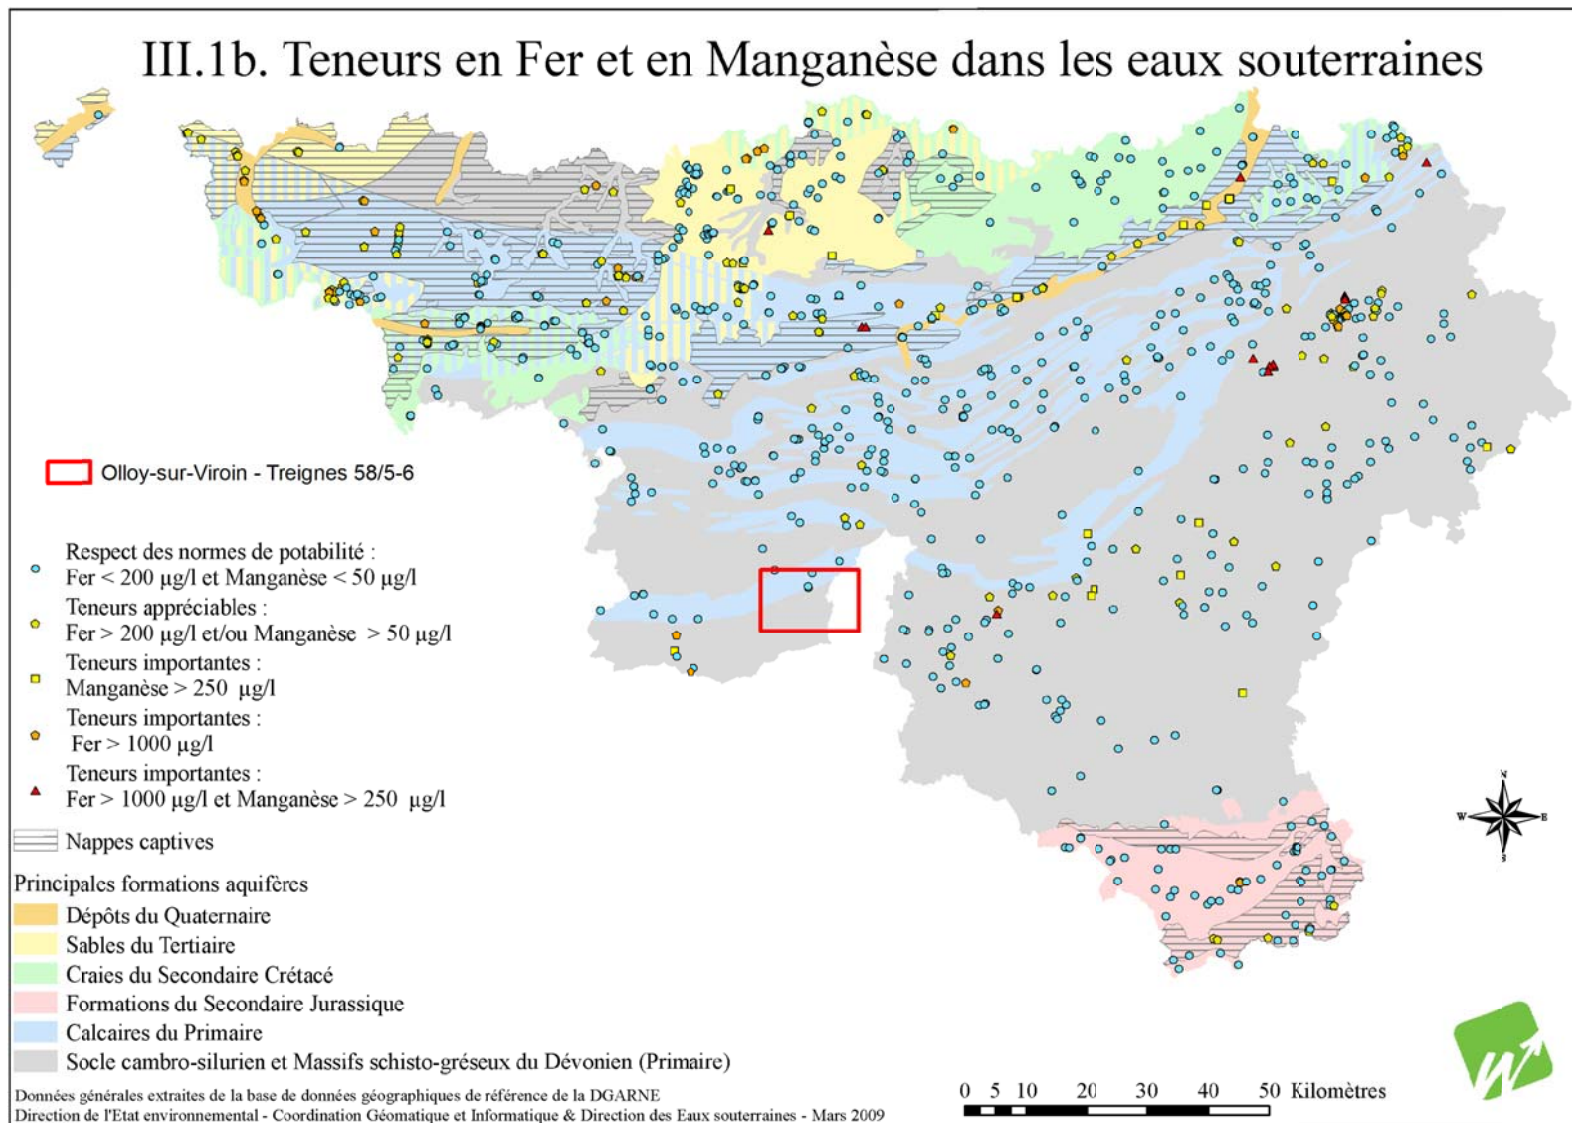 III.1b. Teneurs en Fer et en Manganèse dans les eaux souterraines
Olloy-sur-Viroin - Treignes 58/5-6
Respect des normes de potabilité :
Fer < 200 µg/l et Manganèse < 50 µg/l
Teneurs appréciables :
Fer > 200 µg/l et/ou Manganèse > 50 µg/l
Teneurs importantes :
Manganèse > 250 µg/l
Teneurs importantes :
Fer > 1000 µg/l
Teneurs importantes :
Fer > 1000 µg/l et Manganèse > 250 µg/l
Nappes captives
Principales formations aquifères
Dépôts du Quaternaire
Sables du Tertiaire
Craies du Secondaire Crétacé
Formations du Secondaire Jurassique
Calcaires du Primaire
Socle cambro-silurien et Massifs schisto-gréseux du Dévonien (Primaire)
N
W E
S
0 5 10 20 30 40 50 Kilomètres
Données générales extraites de la base de données géographiques de référence de la DGARNE
Direction de l'Etat environnemental - Coordination Géomatique et Informatique & Direction des Eaux souterraines - Mars 2009